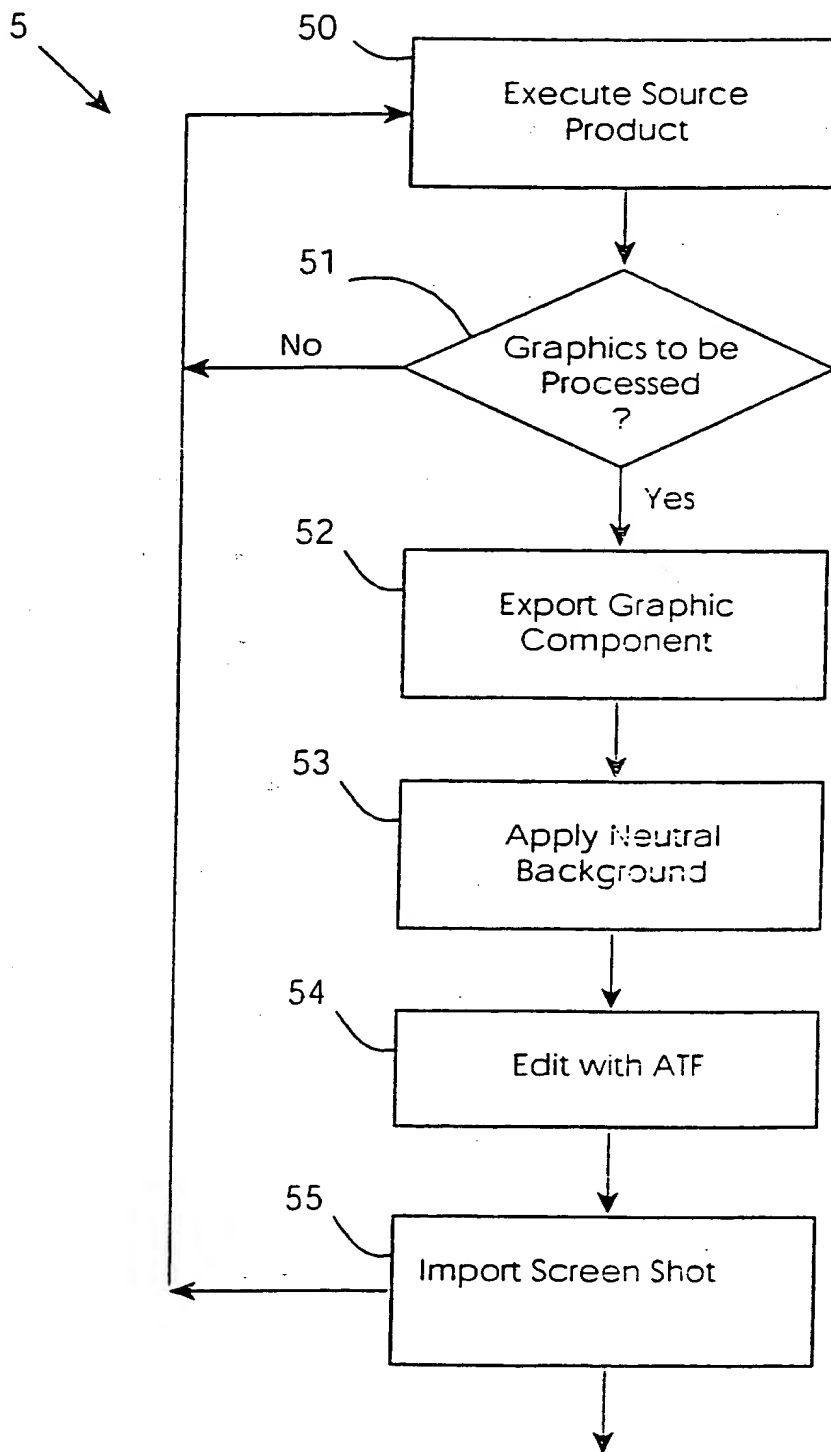 5
50
Execute Source
Product
51
No
Graphics to be
Processed
?
Yes
52
Export Graphic
Component
53
Apply Neutral
Background
54
Edit with ATF
55
Import Screen Shot